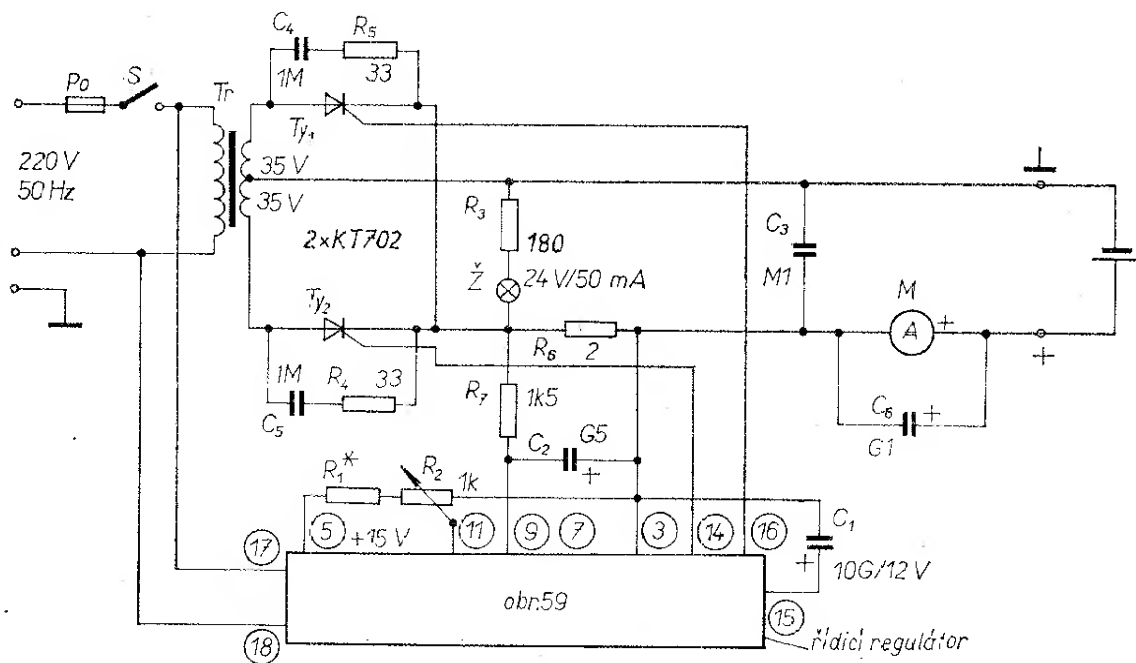 C4
R5
1M
33
Po
S
Tr
Ty1
220 V
50 Hz
35 V
35 V
2xKT702
R3
180
Ž
24 V/50 mA
C3
M1
M
A
+
+
Ty2
R6
2
1M
R4
33
C5
R7
1k5
C2
G5
+
C6
+
G1
R1*
R2
1k
5
+15 V
11
9
7
3
14
16
C1
+
10G/12 V
17
18
obr.59
15
řídicí regulátor